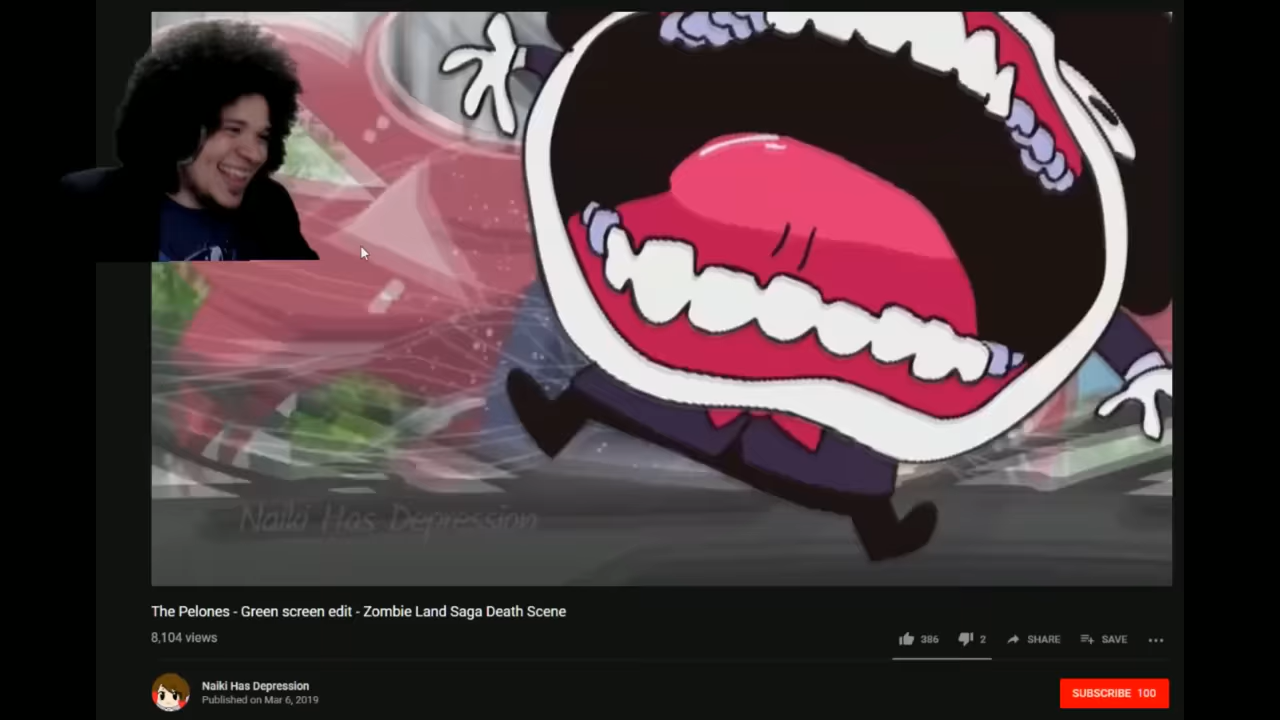 Naiki Has Depression
The Pelones - Green screen edit - Zombie Land Saga Death Scene
8,104 views
386
2
SHARE
SAVE
Naiki Has Depression
Published on Mar 6, 2019
SUBSCRIBE 100